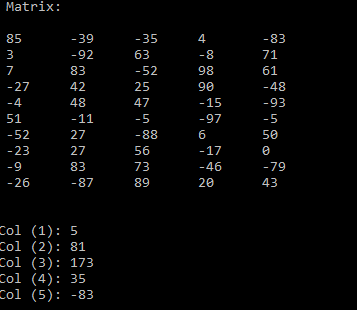 Matrix:
85 -39 -35 4 -83
3 -92 63 -8 71
7 83 -52 98 61
-27 42 25 90 -48
-4 48 47 -15 -93
51 -11 -5 -97 -5
-52 27 -88 6 50
-23 27 56 -17 0
-9 83 73 -46 -79
-26 -87 89 20 43
Col (1): 5
Col (2): 81
Col (3): 173
Col (4): 35
Col (5): -83